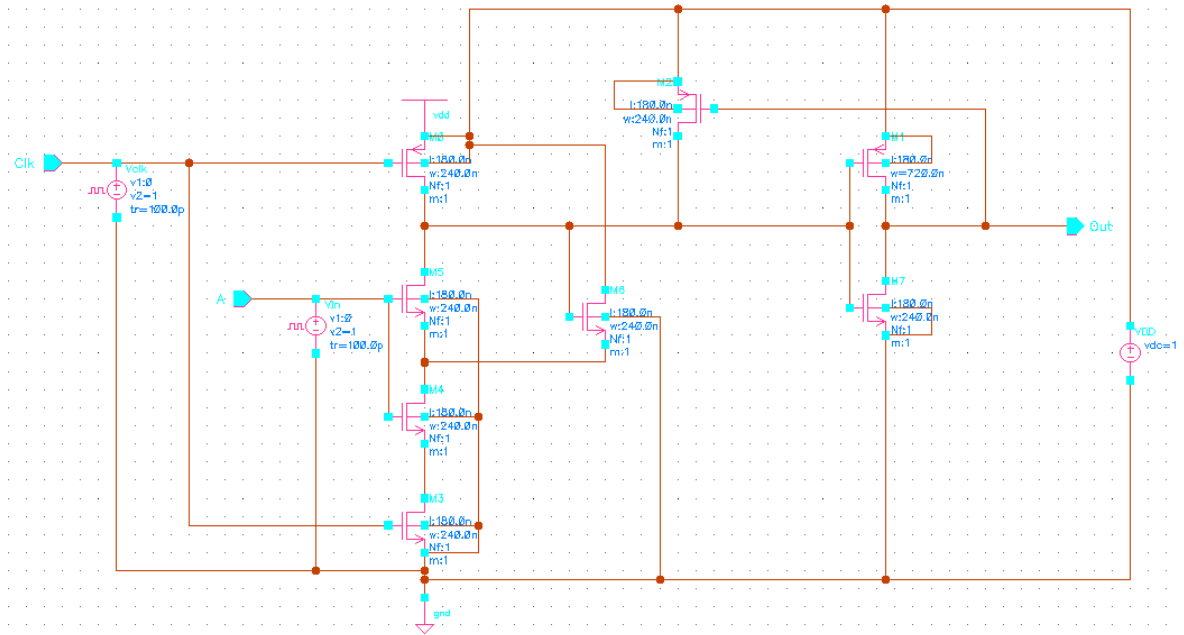 M2
l:180.0n
w:240.0n
Nf:1
m:1
vdd
Clk
Vclk
v1:0
v2=1
tr=100.0p
l:180.0n
w:240.0n
Nf:1
m:1
l:180.0n
w=720.0n
Nf:1
m:1
Out
A
Vin
v1:0
v2=1
tr=100.0p
M5
l:180.0n
w:240.0n
Nf:1
m:1
M6
l:180.0n
w:240.0n
Nf:1
m:1
M7
l:180.0n
w:240.0n
Nf:1
m:1
VDD
vdc=1
M4
l:180.0n
w:240.0n
Nf:1
m:1
M3
l:180.0n
w:240.0n
Nf:1
m:1
gnd